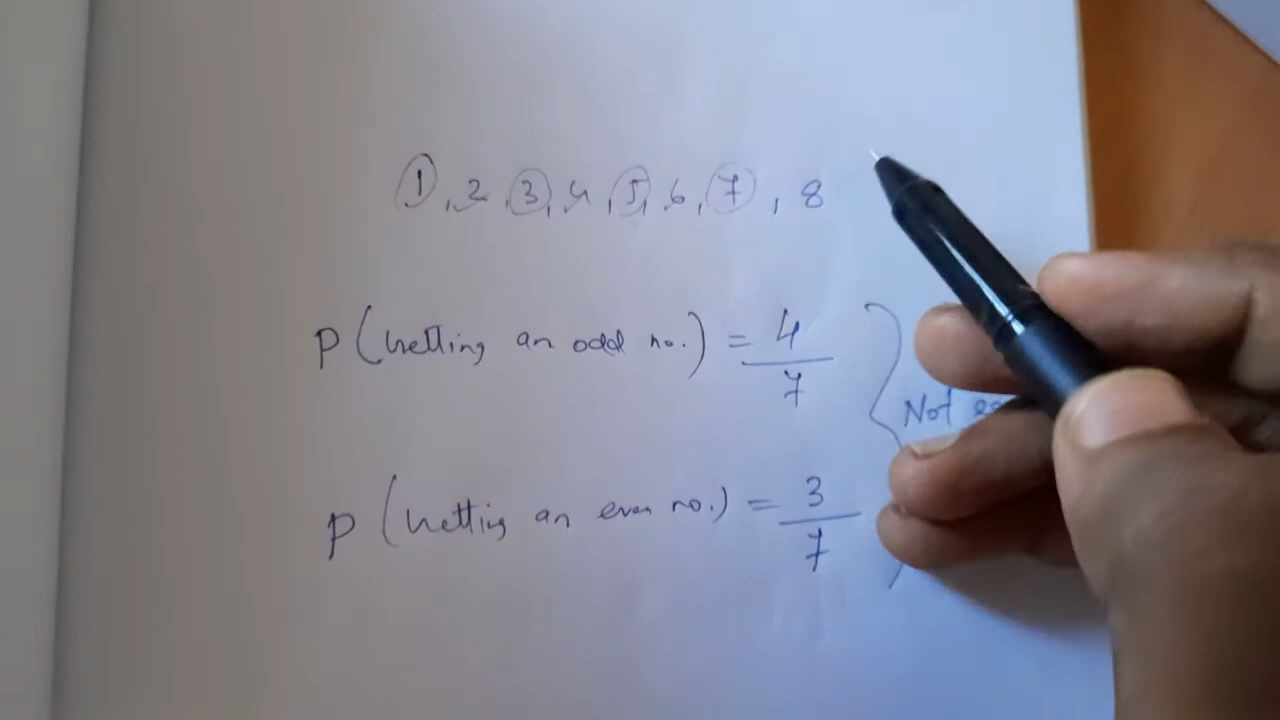 1, 2, 3, 4, 5, 6, 7, 8
P (Getting an odd no.) = 4/7
Not
P (Getting an even no.) = 3/7